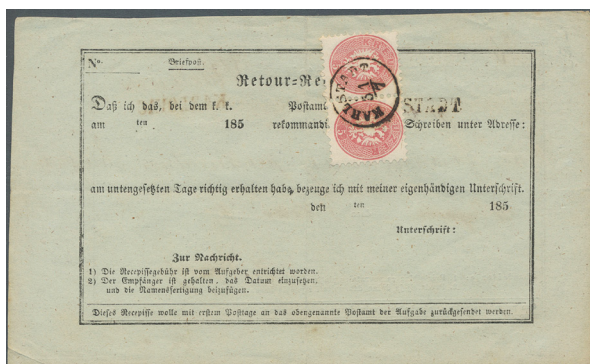 No. Briefpost.
Retour-Re
Daß ich das, bei dem k. k. Postamt STADT
am ten 185 rekommandi Schreiben unter Adresse:
KARLSTADT
am untengesetzten Tage richtig erhalten habe, bezeuge ich mit meiner eigenhändigen Unterschrift.
den ten 185
Unterschrift:
Zur Nachricht.
1) Die Recepissegebühr ist vom Aufgeber entrichtet worden.
2) Der Empfänger ist gehalten, das Datum einzusetzen,
und die Namensfertigung beizufügen.
Dieses Recepisse wolle mit erstem Posttage an das obengenannte Postamt der Aufgabe zurückgesendet werden.